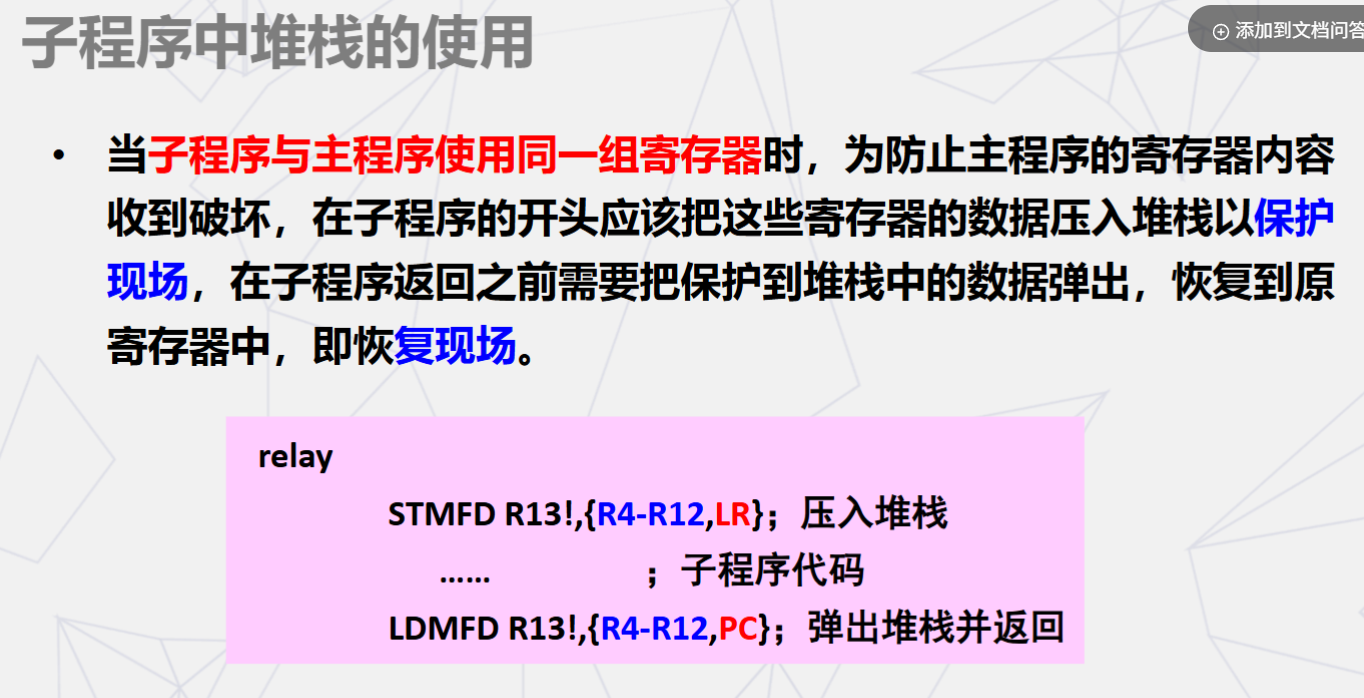 子程序中堆栈的使用
添加到文档问答
• 当子程序与主程序使用同一组寄存器时，为防止主程序的寄存器内容
收到破坏，在子程序的开头应该把这些寄存器的数据压入堆栈以保护
现场，在子程序返回之前需要把保护到堆栈中的数据弹出，恢复到原
寄存器中，即恢复现场。
relay
STMFD R13!,{R4-R12,LR}；压入堆栈
…… ；子程序代码
LDMFD R13!,{R4-R12,PC}；弹出堆栈并返回